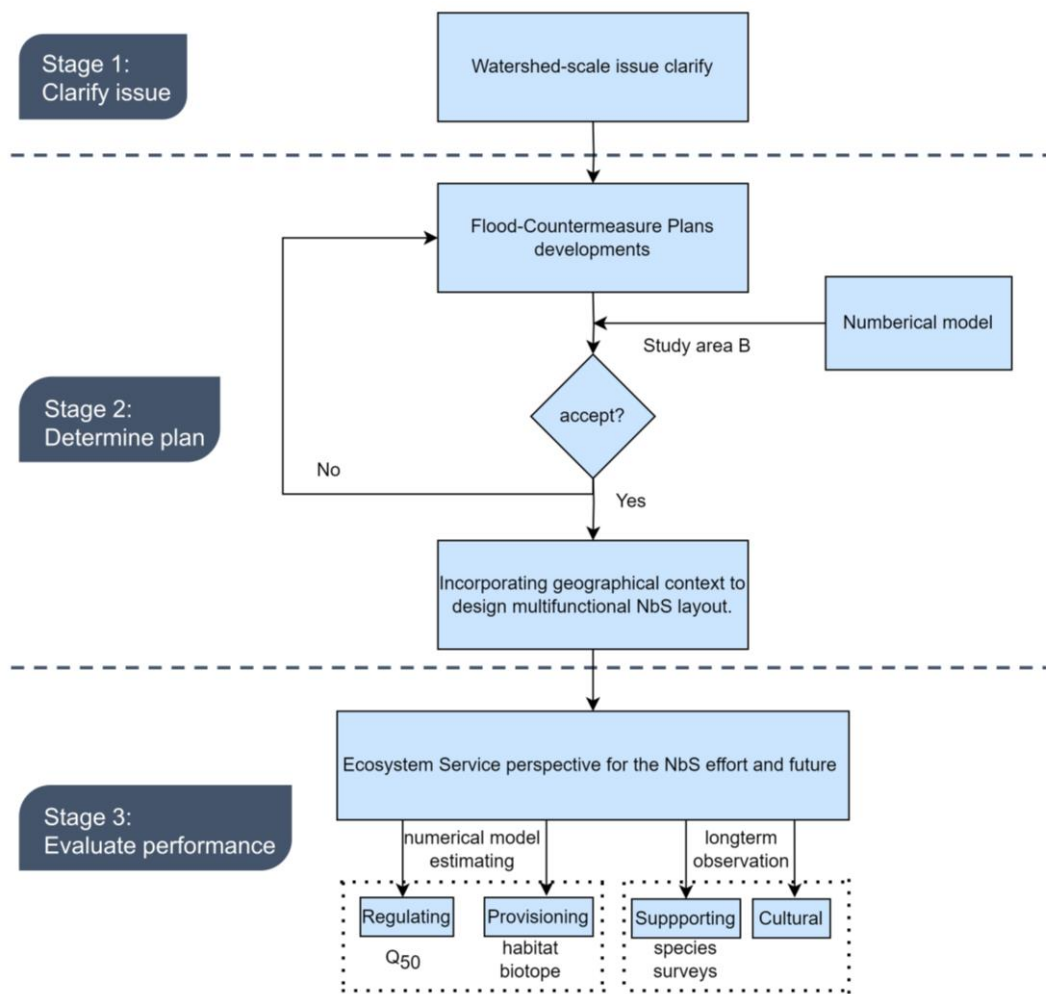 Stage 1:
Clarify issue
Watershed-scale issue clarify
Flood-Countermeasure Plans
developments
Numberical model
Study area B
Stage 2:
Determine plan
accept?
No
Yes
Incorporating geographical context to
design multifunctional NbS layout.
Ecosystem Service perspective for the NbS effort and future
Stage 3:
Evaluate performance
numerical model
estimating
longterm
observation
Regulating
Provisioning
Suppporting
Cultural
Q50
habitat
biotope
species
surveys